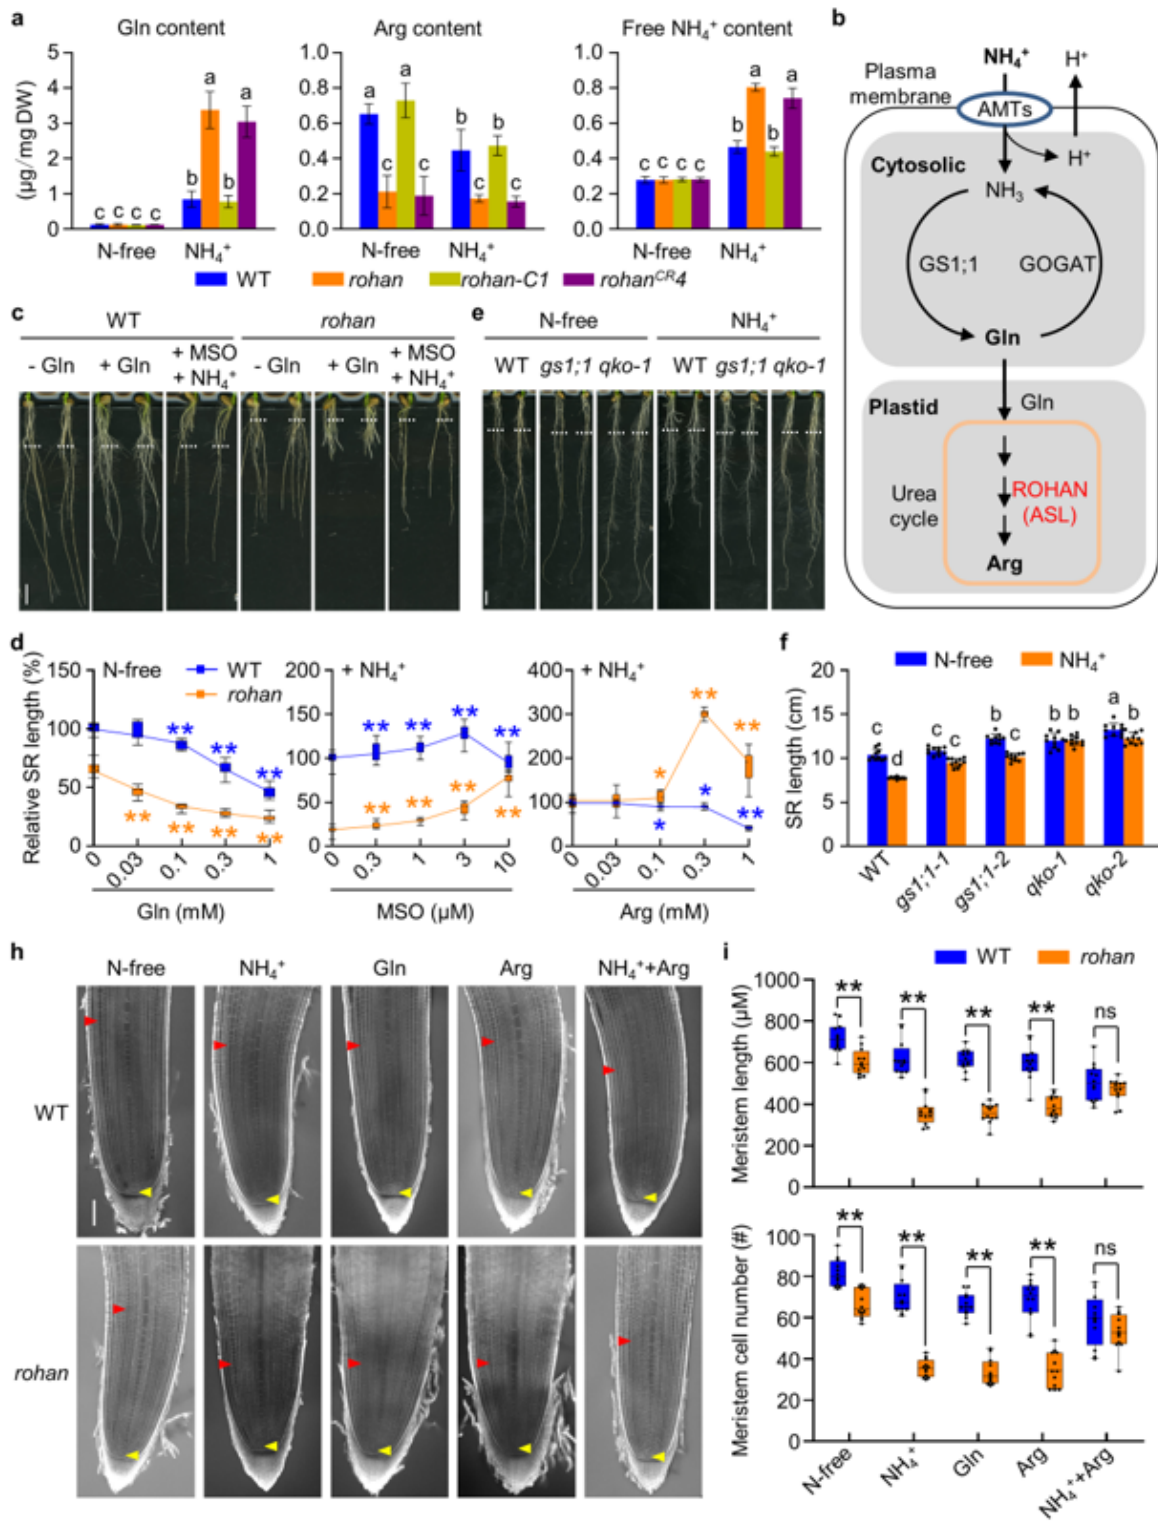 a
Gln content
Arg content
Free NH₄⁺ content
(µg/mg DW)
5
4
3
2
1
0
c c c c
b a b a
N-free NH₄⁺
1.0
0.8
0.6
0.4
0.2
0.0
a c a c
b c b c
N-free NH₄⁺
1.0
0.8
0.6
0.4
0.2
0.0
c c c c
b a b a
N-free NH₄⁺
WT rohan rohan-C1 rohanᶜᴿ4
b
Plasma
membrane
NH₄⁺ H⁺
AMTs
Cytosolic H⁺
NH₃
GS1;1 GOGAT
Gln
Plastid Gln
Urea
cycle
ROHAN
(ASL)
Arg
c
WT rohan
- Gln + Gln + MSO + NH₄⁺ - Gln + Gln + MSO + NH₄⁺
e
N-free NH₄⁺
WT gs1;1 qko-1 WT gs1;1 qko-1
d
Relative SR length (%)
N-free WT rohan
150
100
50
0
** ** **
** ** ** **
0 0.03 0.1 0.3 1
Gln (mM)
+ NH₄⁺
200
150
100
50
0
** ** ** **
** ** ** **
0 0.3 1 3 10
MSO (µM)
+ NH₄⁺
400
300
200
100
0
* ** **
* * **
0 0.03 0.1 0.3 1
Arg (mM)
f
N-free NH₄⁺
SR length (cm)
20
15
10
5
0
c d c c b c b b a b
WT gs1;1-1 gs1;1-2 qko-1 qko-2
h
N-free NH₄⁺ Gln Arg NH₄⁺+Arg
WT
rohan
i
WT rohan
Meristem length (µM)
1000
800
600
400
200
0
** ** ** ** ns
Meristem cell number (#)
100
80
60
40
20
0
** ** ** ** ns
N-free NH₄⁺ Gln Arg NH₄⁺+Arg